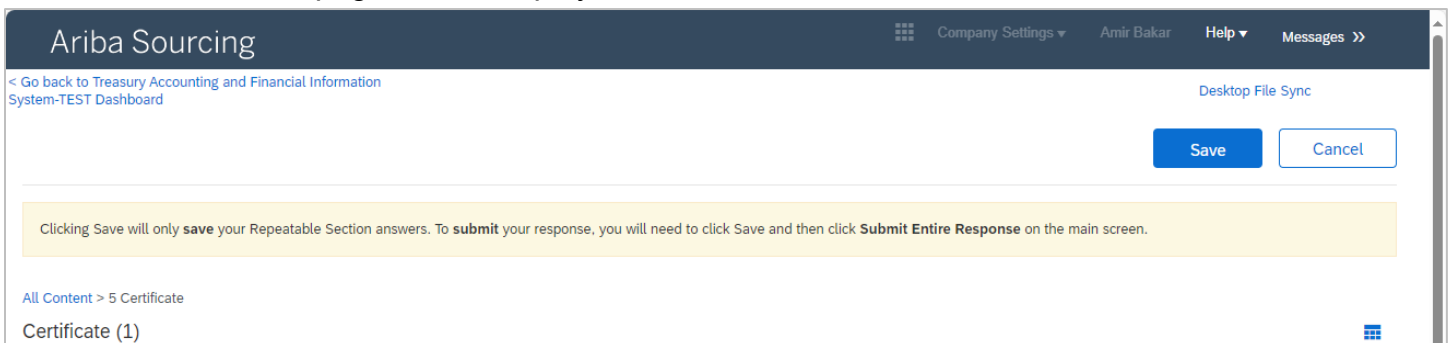 Ariba Sourcing
Company Settings ▾ Amir Bakar Help ▾ Messages »
< Go back to Treasury Accounting and Financial Information
System-TEST Dashboard
Desktop File Sync
Save Cancel
Clicking Save will only save your Repeatable Section answers. To submit your response, you will need to click Save and then click Submit Entire Response on the main screen.
All Content > 5 Certificate
Certificate (1)